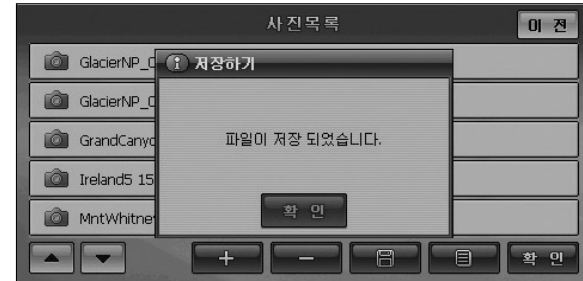 사진목록
이 전
GlacierNP_0
저장하기
GlacierNP_0
GrandCanyo
파일이 저장 되었습니다.
Ireland5 15
MntWhitney
확 인
확 인